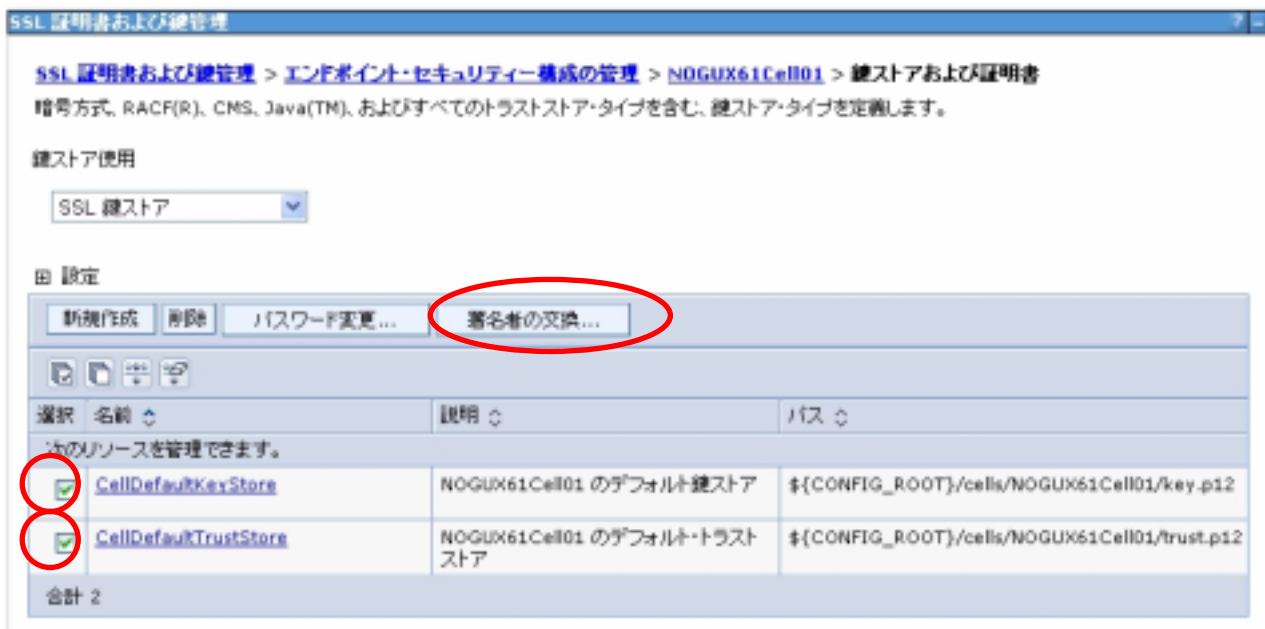 SSL 証明書および鍵管理 ? -
SSL 証明書および鍵管理 > エンドポイント・セキュリティー構成の管理 > NOGUX61Cell01 > 鍵ストアおよび証明書
暗号方式、RACF(R)、CMS、Java(TM)、およびすべてのトラストストア・タイプを含む、鍵ストア・タイプを定義します。
鍵ストア使用
SSL 鍵ストア
設定
新規作成 削除 パスワード変更... 署名者の交換...
選択 名前 説明 パス
次のリソースを管理できます。
CellDefaultKeyStore NOGUX61Cell01 のデフォルト鍵ストア ${CONFIG_ROOT}/cells/NOGUX61Cell01/key.p12
CellDefaultTrustStore NOGUX61Cell01 のデフォルト・トラスト ${CONFIG_ROOT}/cells/NOGUX61Cell01/trust.p12
ストア
合計 2